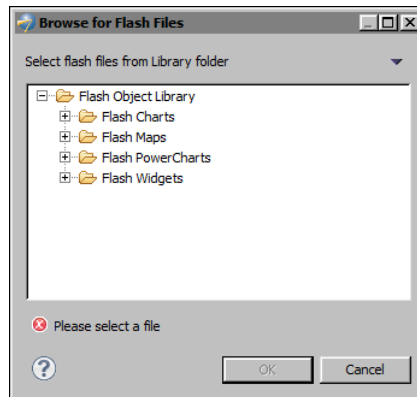 Browse for Flash Files
Select flash files from Library folder
Flash Object Library
Flash Charts
Flash Maps
Flash PowerCharts
Flash Widgets
Please select a file
?
OK
Cancel